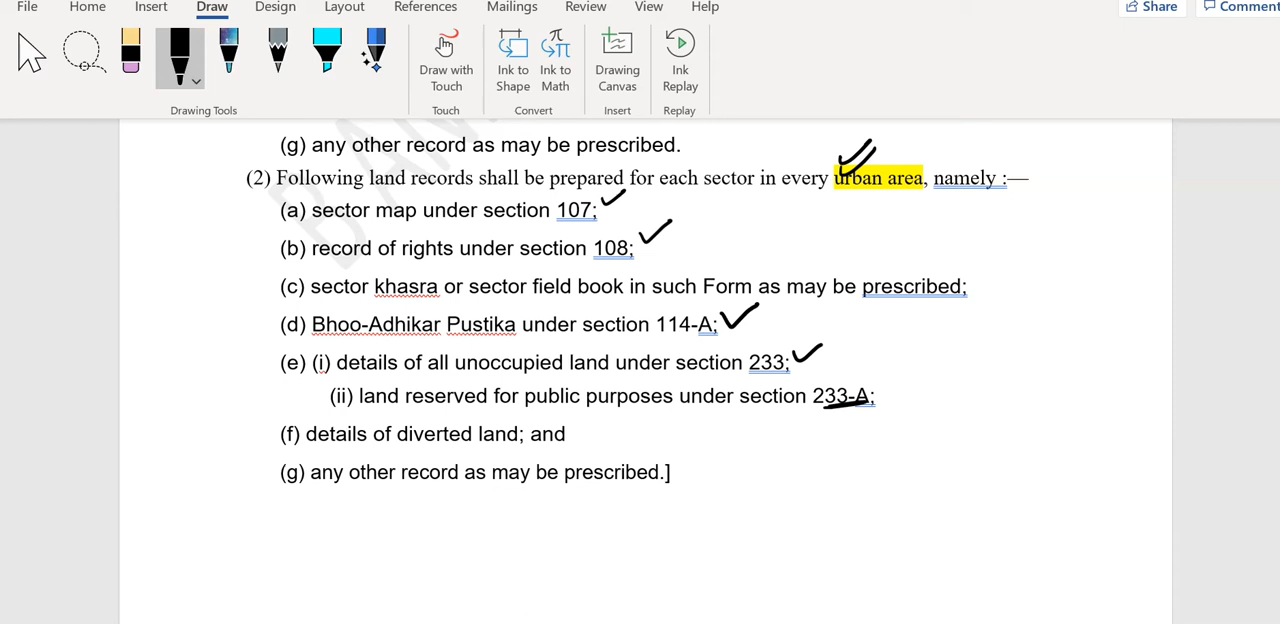 File Home Insert Draw Design Layout References Mailings Review View Help Share Comment
Draw with Touch
Ink to Shape
Ink to Math
Drawing Canvas
Ink Replay
Drawing Tools Touch Convert Insert Replay
(g) any other record as may be prescribed.
(2) Following land records shall be prepared for each sector in every urban area, namely :—
(a) sector map under section 107;
(b) record of rights under section 108;
(c) sector khasra or sector field book in such Form as may be prescribed;
(d) Bhoo-Adhikar Pustika under section 114-A;
(e) (i) details of all unoccupied land under section 233;
(ii) land reserved for public purposes under section 233-A;
(f) details of diverted land; and
(g) any other record as may be prescribed.]